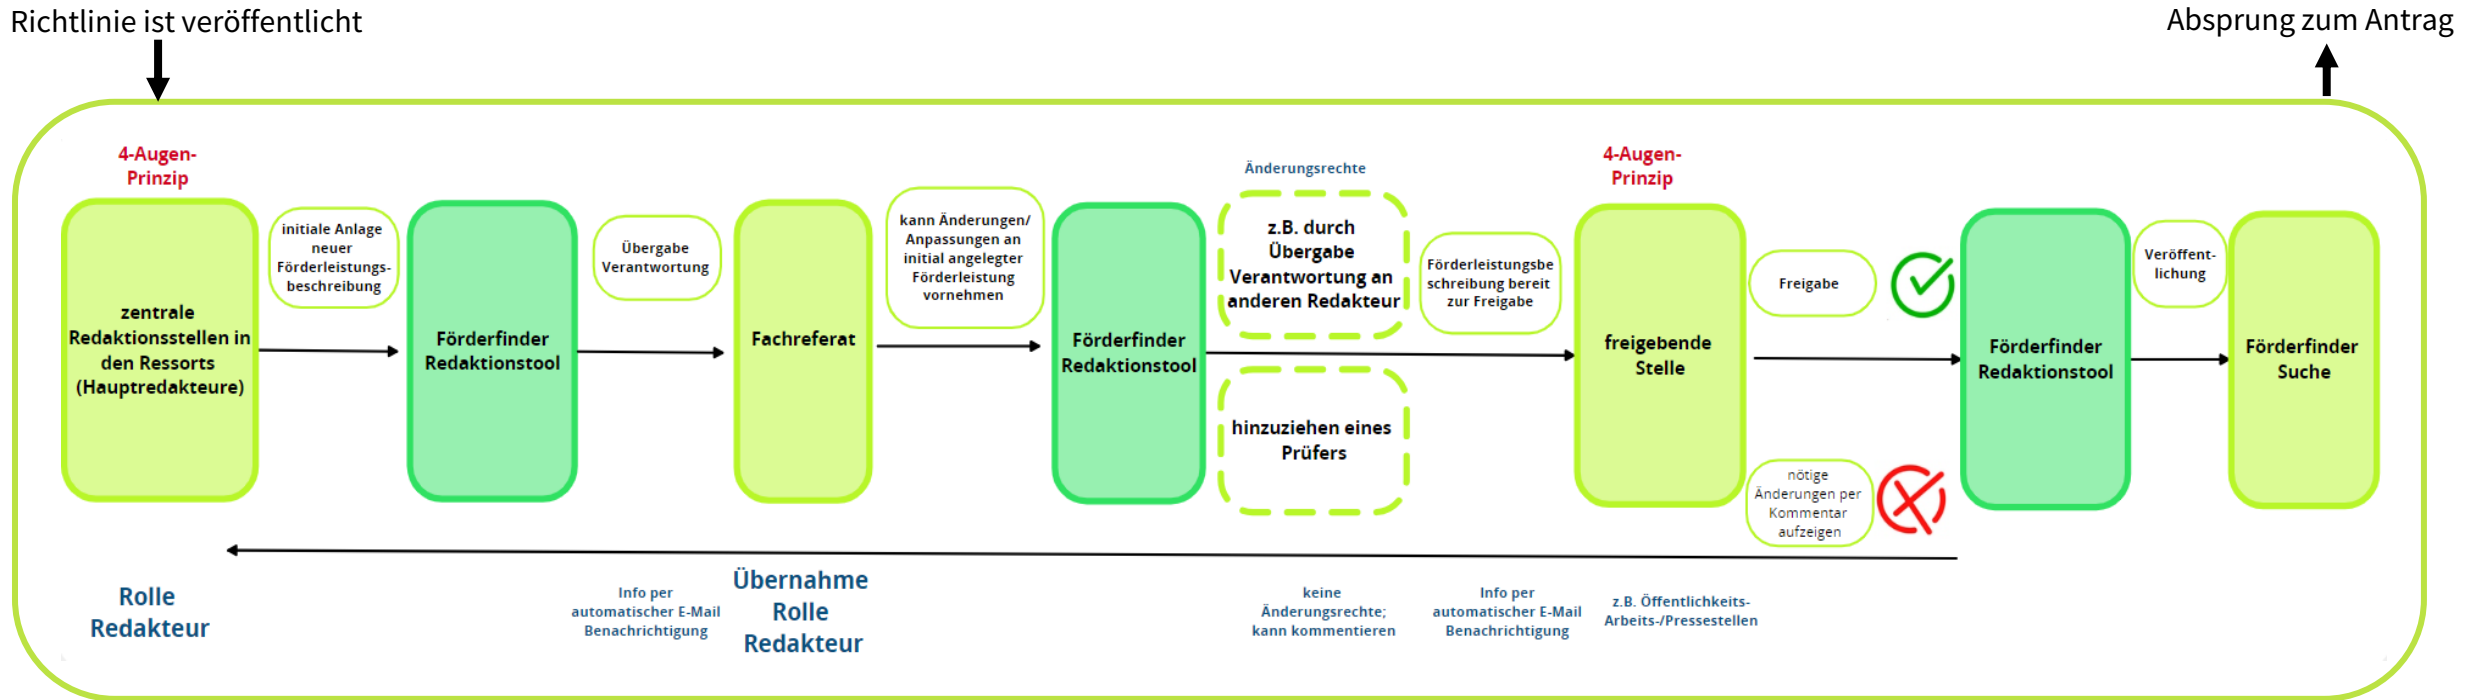 Richtlinie ist veröffentlicht
Absprung zum Antrag
4-Augen-
Prinzip
zentrale
Redaktionsstellen in
den Ressorts
(Hauptredakteure)
initiale Anlage
neuer
Förderleistungs-
beschreibung
Förderfinder
Redaktionstool
Übergabe
Verantwortung
Fachreferat
kann Änderungen/
Anpassungen an
initial angelegter
Förderleistung
vornehmen
Förderfinder
Redaktionstool
Änderungsrechte
z.B. durch
Übergabe
Verantwortung an
anderen Redakteur
hinzuziehen eines
Prüfers
Förderleistungsbe
schreibung bereit
zur Freigabe
4-Augen-
Prinzip
freigebende
Stelle
Freigabe
nötige
Änderungen per
Kommentar
aufzeigen
Förderfinder
Redaktionstool
Veröffent-
lichung
Förderfinder
Suche
Rolle
Redakteur
Info per
automatischer E-Mail
Benachrichtigung
Übernahme
Rolle
Redakteur
keine
Änderungsrechte;
kann kommentieren
Info per
automatischer E-Mail
Benachrichtigung
z.B. Öffentlichkeits-
Arbeits-/Pressestellen